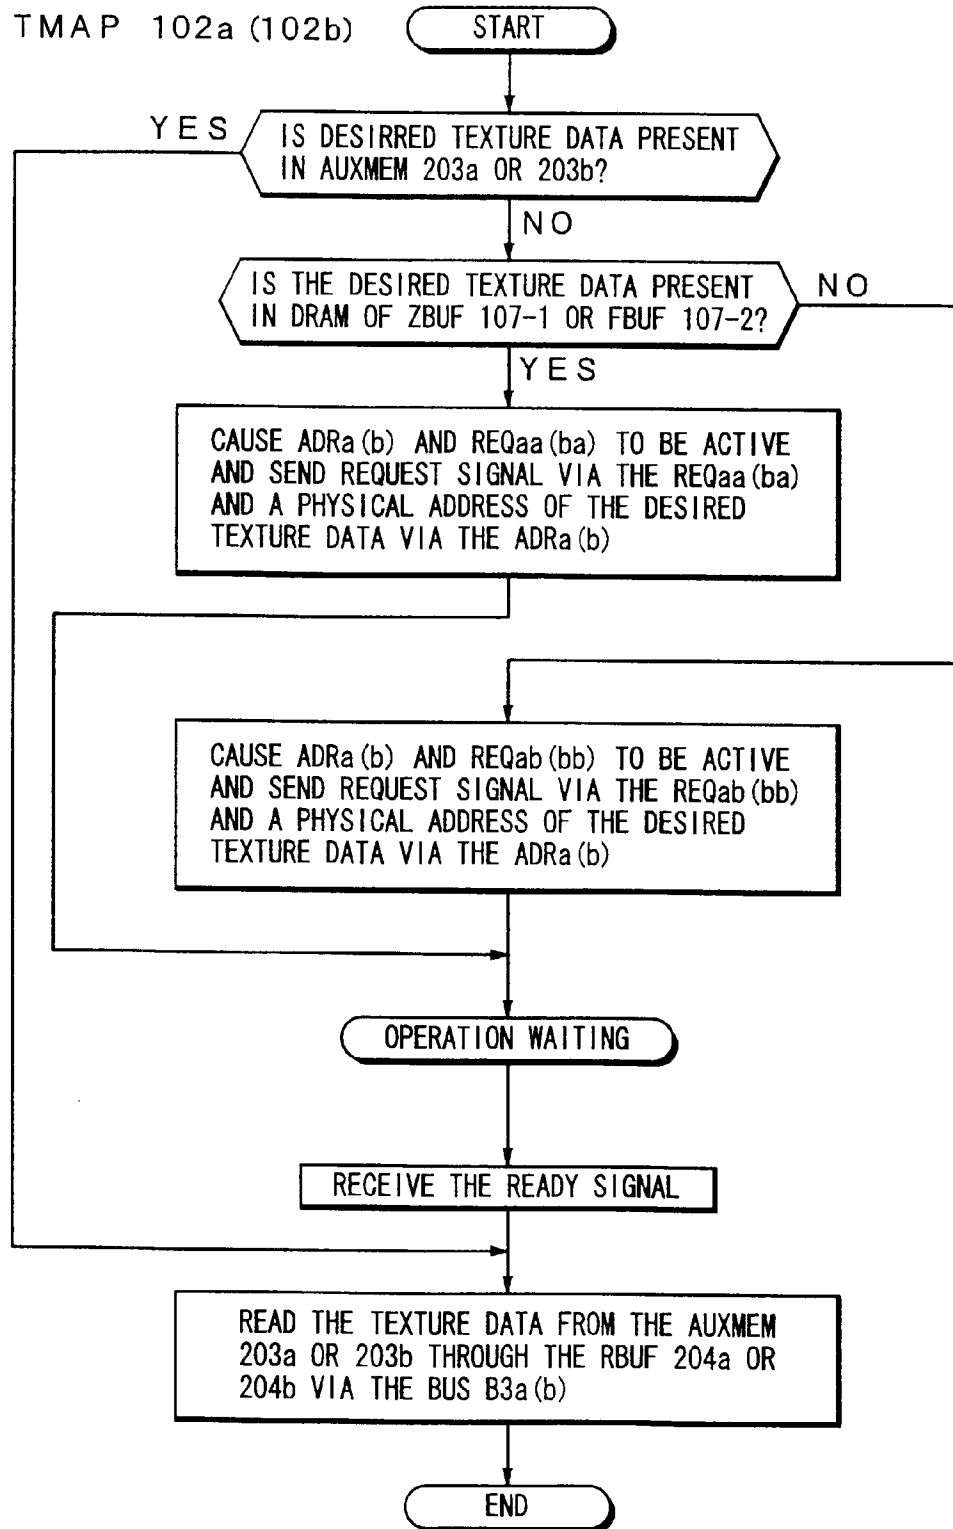 TMAP 102a (102b)
START
YES
IS DESIRRED TEXTURE DATA PRESENT
IN AUXMEM 203a OR 203b?
NO
IS THE DESIRED TEXTURE DATA PRESENT
IN DRAM OF ZBUF 107-1 OR FBUF 107-2?
NO
YES
CAUSE ADRa(b) AND REQaa(ba) TO BE ACTIVE
AND SEND REQUEST SIGNAL VIA THE REQaa(ba)
AND A PHYSICAL ADDRESS OF THE DESIRED
TEXTURE DATA VIA THE ADRa(b)
CAUSE ADRa(b) AND REQab(bb) TO BE ACTIVE
AND SEND REQUEST SIGNAL VIA THE REQab(bb)
AND A PHYSICAL ADDRESS OF THE DESIRED
TEXTURE DATA VIA THE ADRa(b)
OPERATION WAITING
RECEIVE THE READY SIGNAL
READ THE TEXTURE DATA FROM THE AUXMEM
203a OR 203b THROUGH THE RBUF 204a OR
204b VIA THE BUS B3a(b)
END